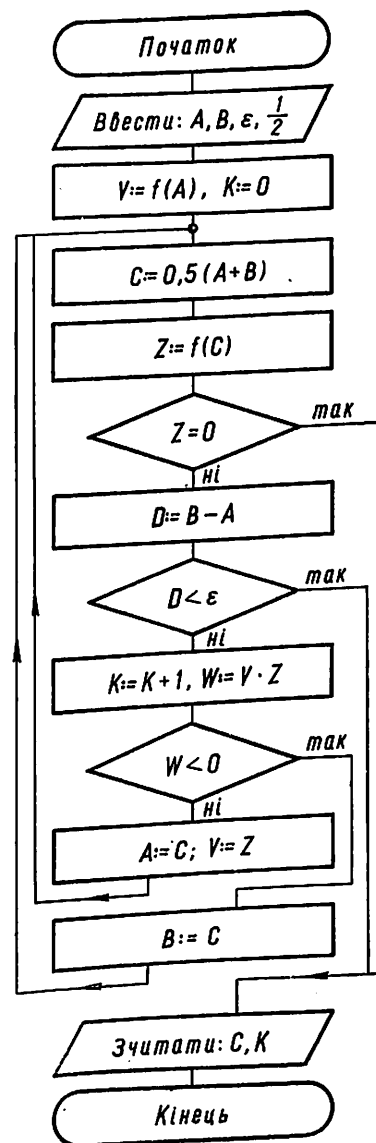 Початок
Ввести: A, B, ε, 1/2
V:= f(A), K:=0
C:=0,5(A+B)
Z:= f(C)
Z=0
так
ні
D:= B-A
D<ε
так
ні
K:=K+1, W:=V·Z
W<0
так
ні
A:=C; V:=Z
B:=C
Зчитати: C,K
Кінець